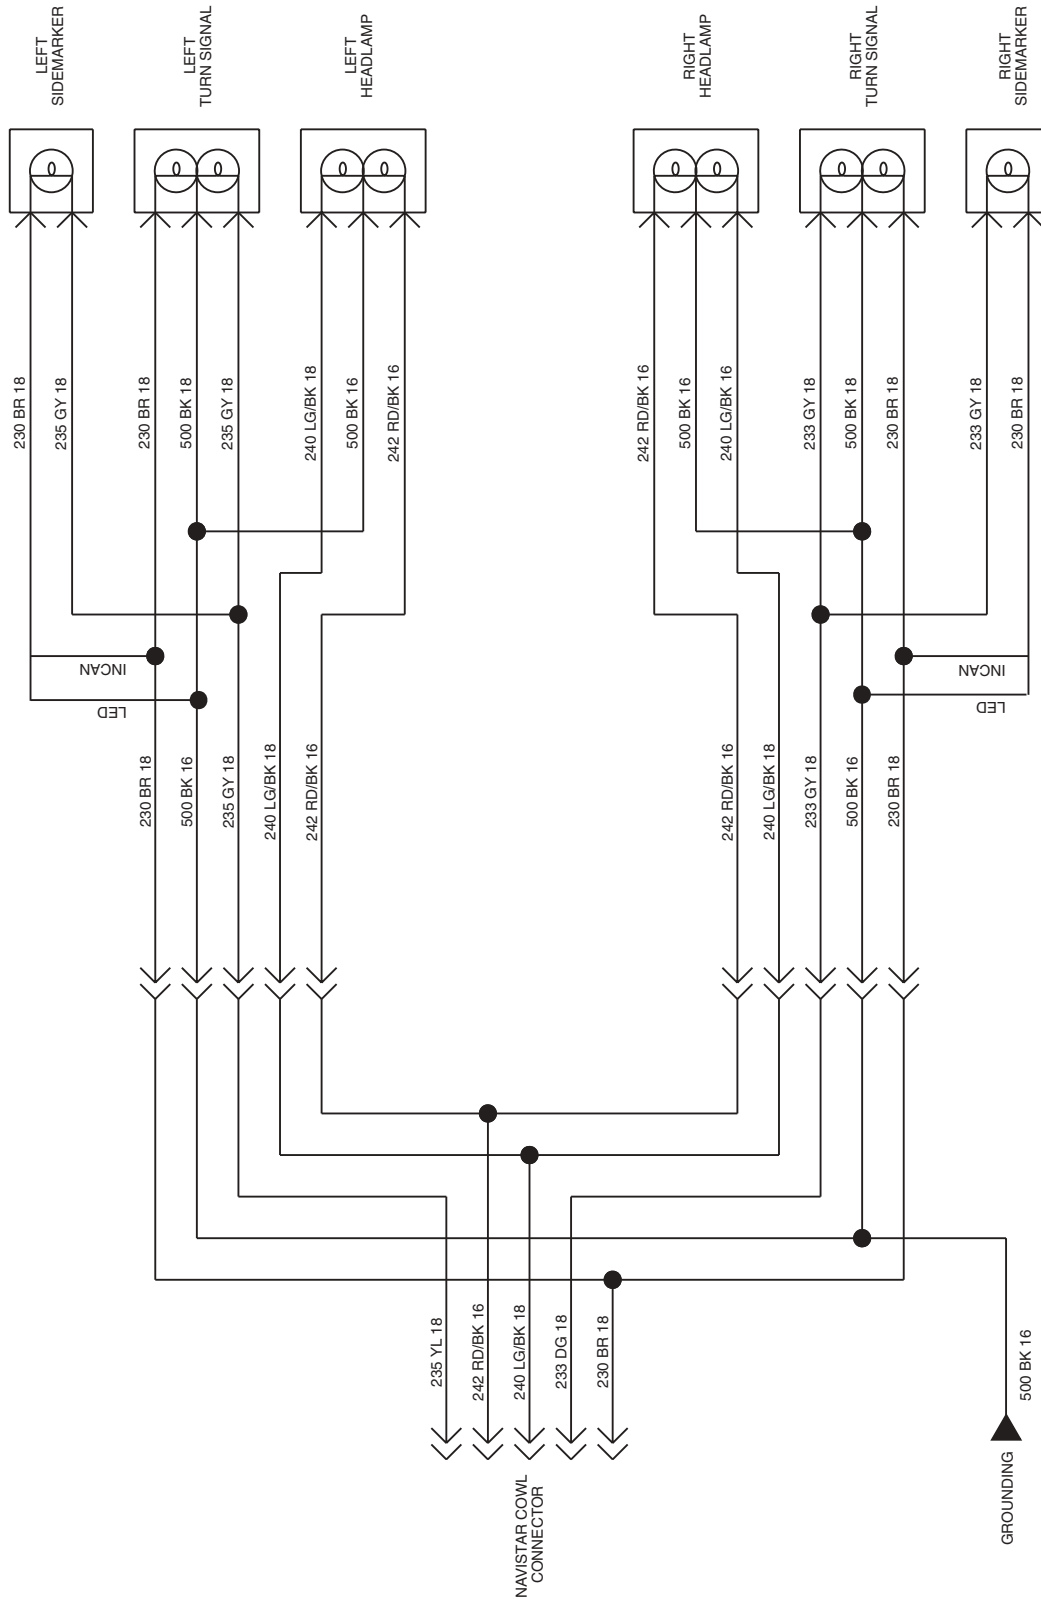 LEFT
SIDEMARKER
LEFT
TURN SIGNAL
LEFT
HEADLAMP
RIGHT
HEADLAMP
RIGHT
TURN SIGNAL
RIGHT
SIDEMARKER
230 BR 18
235 GY 18
230 BR 18
500 BK 18
235 GY 18
240 LG/BK 18
500 BK 16
242 RD/BK 16
242 RD/BK 16
500 BK 16
240 LG/BK 16
233 GY 18
500 BK 18
230 BR 18
233 GY 18
230 BR 18
INCAN
LED
INCAN
LED
230 BR 18
500 BK 16
235 GY 18
240 LG/BK 18
242 RD/BK 16
242 RD/BK 16
240 LG/BK 18
233 GY 18
500 BK 16
230 BR 18
235 YL 18
242 RD/BK 16
240 LG/BK 18
233 DG 18
230 BR 18
500 BK 16
NAVISTAR COWL
CONNECTOR
GROUNDING